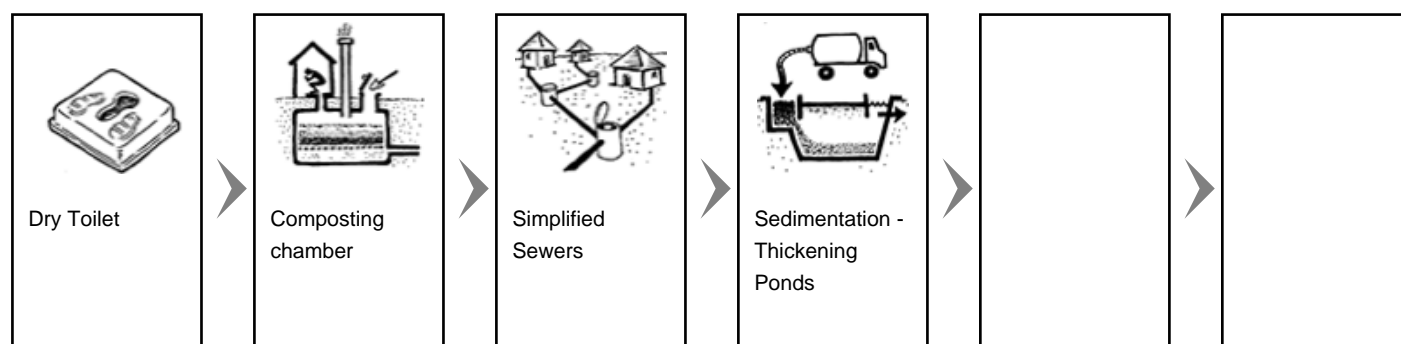 Dry Toilet
Composting
chamber
Simplified
Sewers
Sedimentation -
Thickening
Ponds